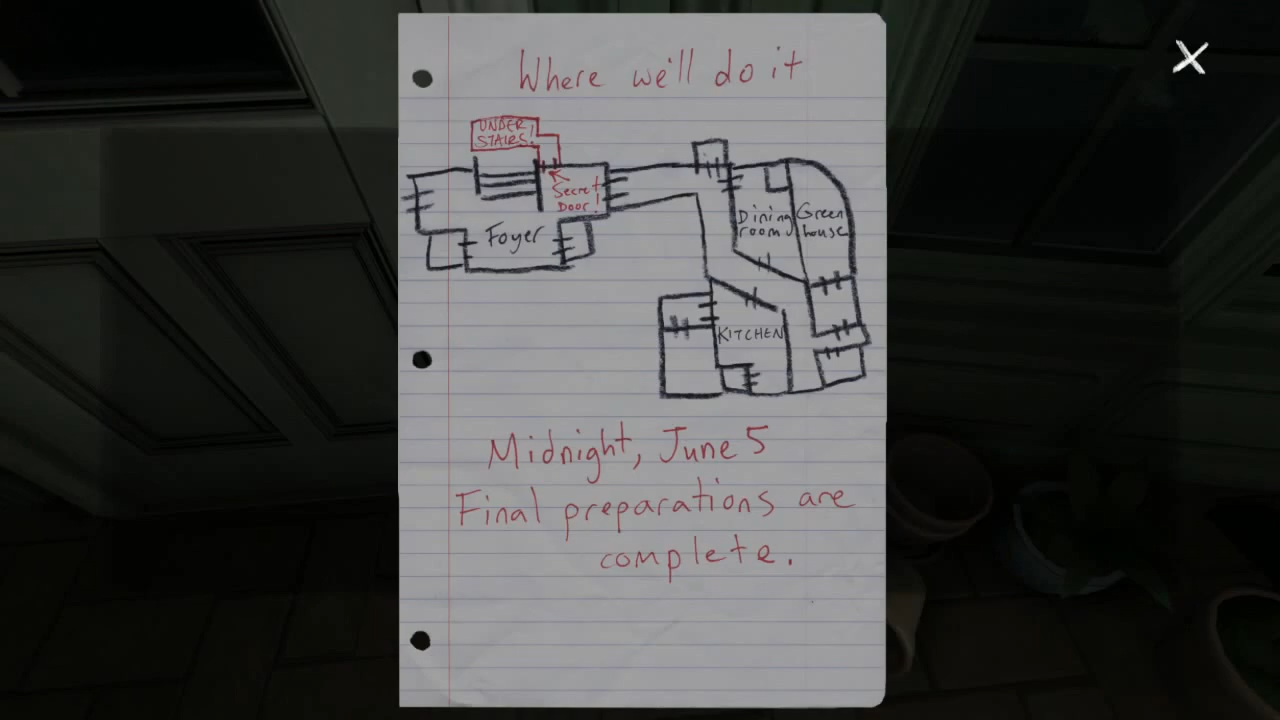 Where we'll do it
UNDER
STAIRS!
Secret
Door!
Foyer
Dining
room
Green
house
KITCHEN
Midnight, June 5
Final preparations are
complete.